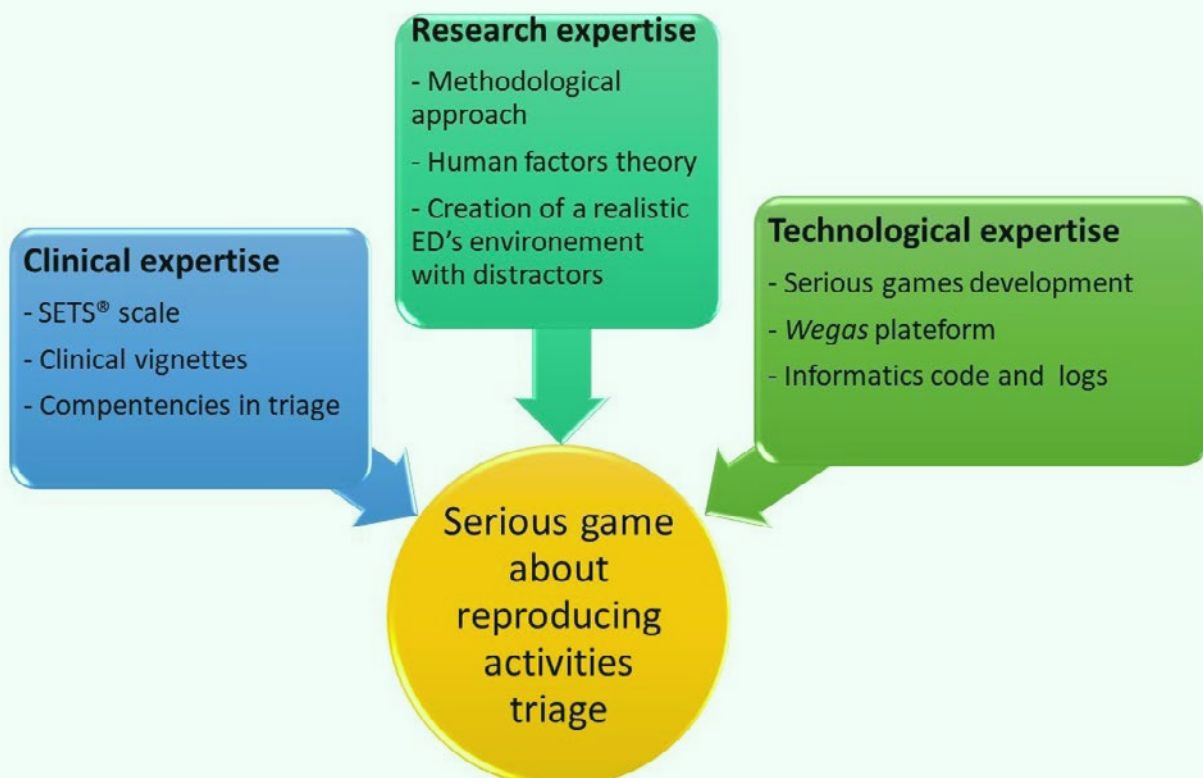 Research expertise
- Methodological
approach
- Human factors theory
- Creation of a realistic
ED's environement
with distractors
Clinical expertise
- SETS® scale
- Clinical vignettes
- Compentencies in triage
Technological expertise
- Serious games development
- Wegas plateform
- Informatics code and logs
Serious game
about
reproducing
activities
triage